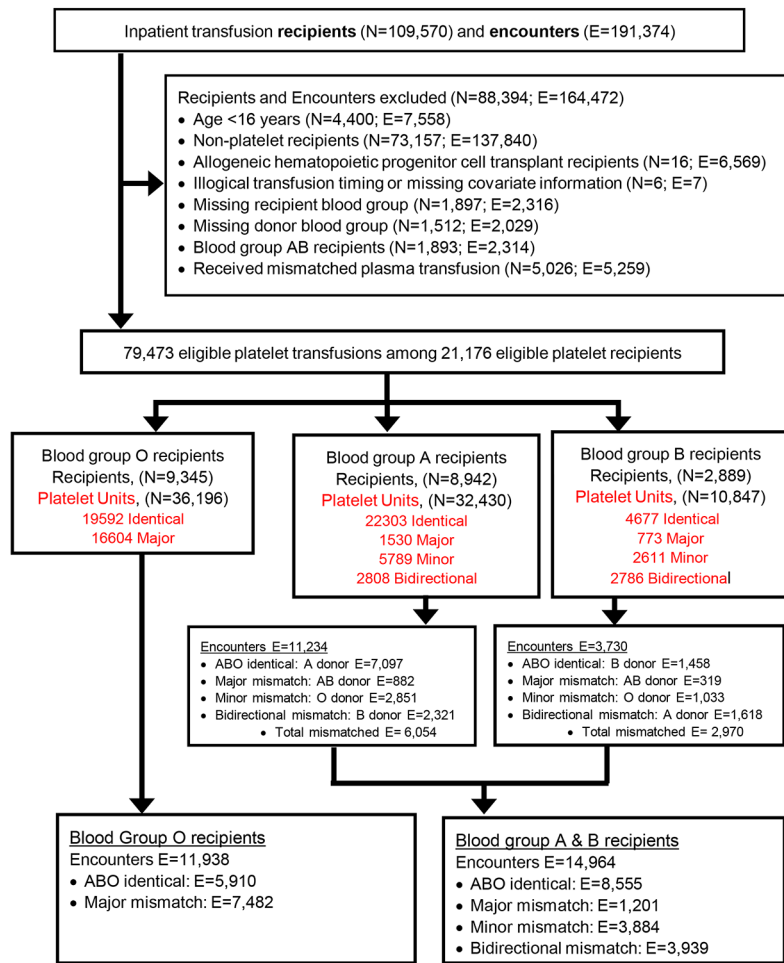 Inpatient transfusion recipients (N=109,570) and encounters (E=191,374)
Recipients and Encounters excluded (N=88,394; E=164,472)
• Age <16 years (N=4,400; E=7,558)
• Non-platelet recipients (N=73,157; E=137,840)
• Allogeneic hematopoietic progenitor cell transplant recipients (N=16; E=6,569)
• Illogical transfusion timing or missing covariate information (N=6; E=7)
• Missing recipient blood group (N=1,897; E=2,316)
• Missing donor blood group (N=1,512; E=2,029)
• Blood group AB recipients (N=1,893; E=2,314)
• Received mismatched plasma transfusion (N=5,026; E=5,259)
79,473 eligible platelet transfusions among 21,176 eligible platelet recipients
Blood group O recipients
Recipients, (N=9,345)
Platelet Units, (N=36,196)
19592 Identical
16604 Major
Blood group A recipients
Recipients, (N=8,942)
Platelet Units, (N=32,430)
22303 Identical
1530 Major
5789 Minor
2808 Bidirectional
Blood group B recipients
Recipients, (N=2,889)
Platelet Units, (N=10,847)
4677 Identical
773 Major
2611 Minor
2786 Bidirectional
Encounters E=11,234
• ABO identical: A donor E=7,097
• Major mismatch: AB donor E=882
• Minor mismatch: O donor E=2,851
• Bidirectional mismatch: B donor E=2,321
• Total mismatched E= 6,054
Encounters E=3,730
• ABO identical: B donor E=1,458
• Major mismatch: AB donor E=319
• Minor mismatch: O donor E=1,033
• Bidirectional mismatch: A donor E=1,618
• Total mismatched E= 2,970
Blood Group O recipients
Encounters E=11,938
• ABO identical: E=5,910
• Major mismatch: E=7,482
Blood group A & B recipients
Encounters E=14,964
• ABO identical: E=8,555
• Major mismatch: E=1,201
• Minor mismatch: E=3,884
• Bidirectional mismatch: E=3,939